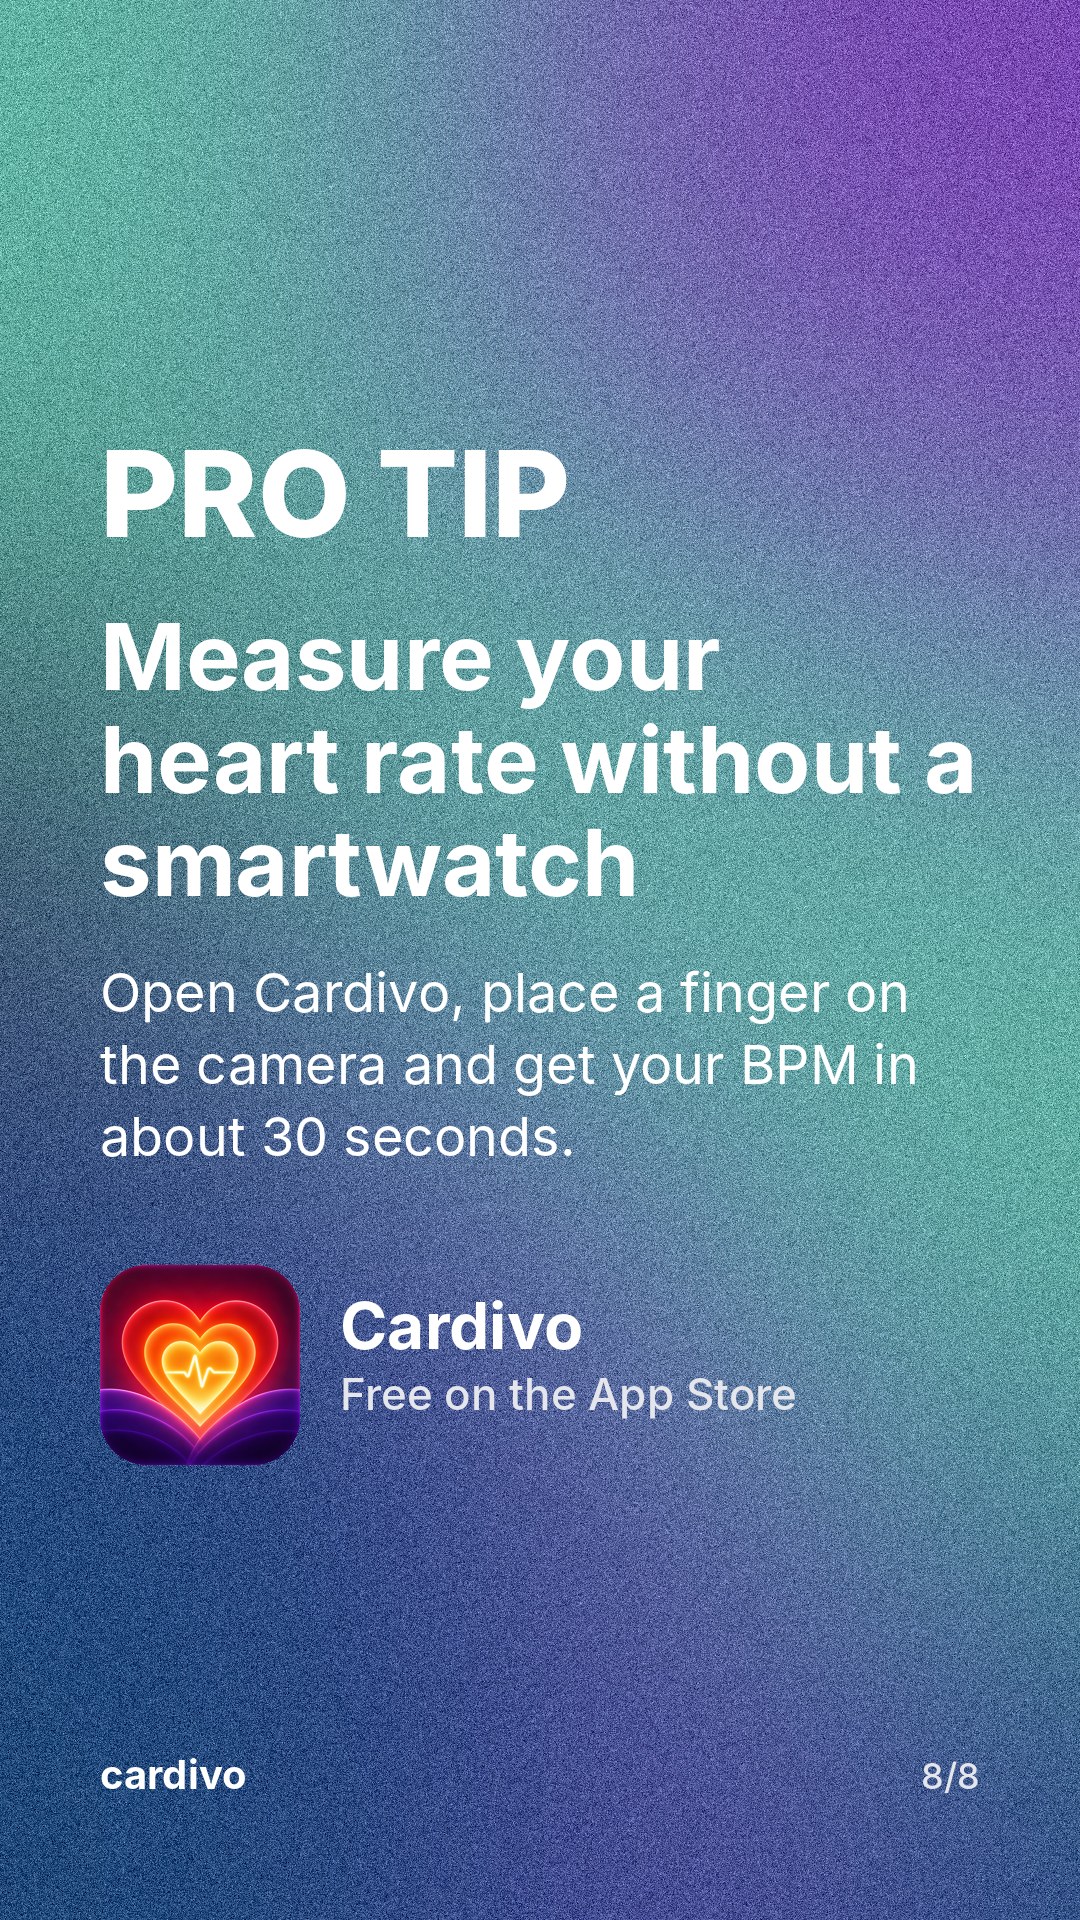 PRO TIP
Measure your
heart rate without a
smartwatch
Open Cardivo, place a finger on
the camera and get your BPM in
about 30 seconds.
Cardivo
Free on the App Store
cardivo
8/8